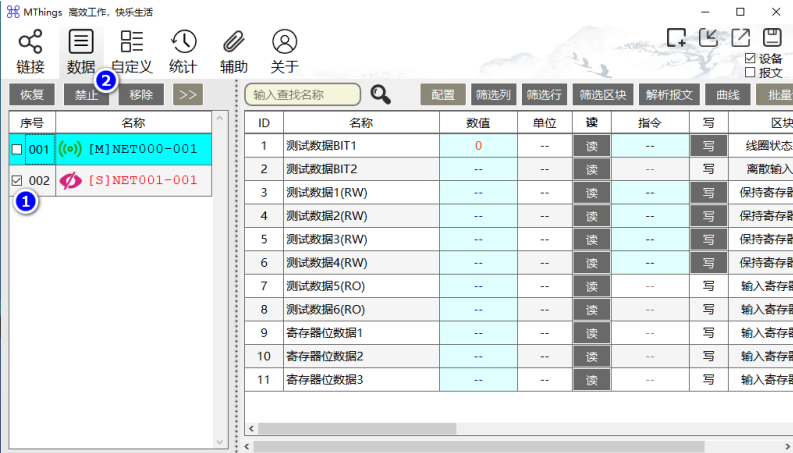 MThings 高效工作，快乐生活
链接 数据 自定义 统计 辅助 关于
设备
报文
2
恢复 禁止 移除 >>
输入查找名称 配置 筛选列 筛选行 筛选区块 解析报文 曲线 批量
序号 名称
001 [M]NET000-001
002 [S]NET001-001
1
ID 名称 数值 单位 读 指令 写 区块
1 测试数据BIT1 0 -- 读 -- 写 线圈状态
2 测试数据BIT2 -- -- 读 -- 写 离散输入
3 测试数据1(RW) -- -- 读 -- 写 保持寄存器
4 测试数据2(RW) -- -- 读 -- 写 保持寄存器
5 测试数据3(RW) -- -- 读 -- 写 保持寄存器
6 测试数据4(RW) -- -- 读 -- 写 保持寄存器
7 测试数据5(RO) -- -- 读 -- 写 输入寄存器
8 测试数据6(RO) -- -- 读 -- 写 输入寄存器
9 寄存器位数据1 -- -- 读 -- 写 输入寄存器
10 寄存器位数据2 -- -- 读 -- 写 输入寄存器
11 寄存器位数据3 -- -- 读 -- 写 输入寄存器